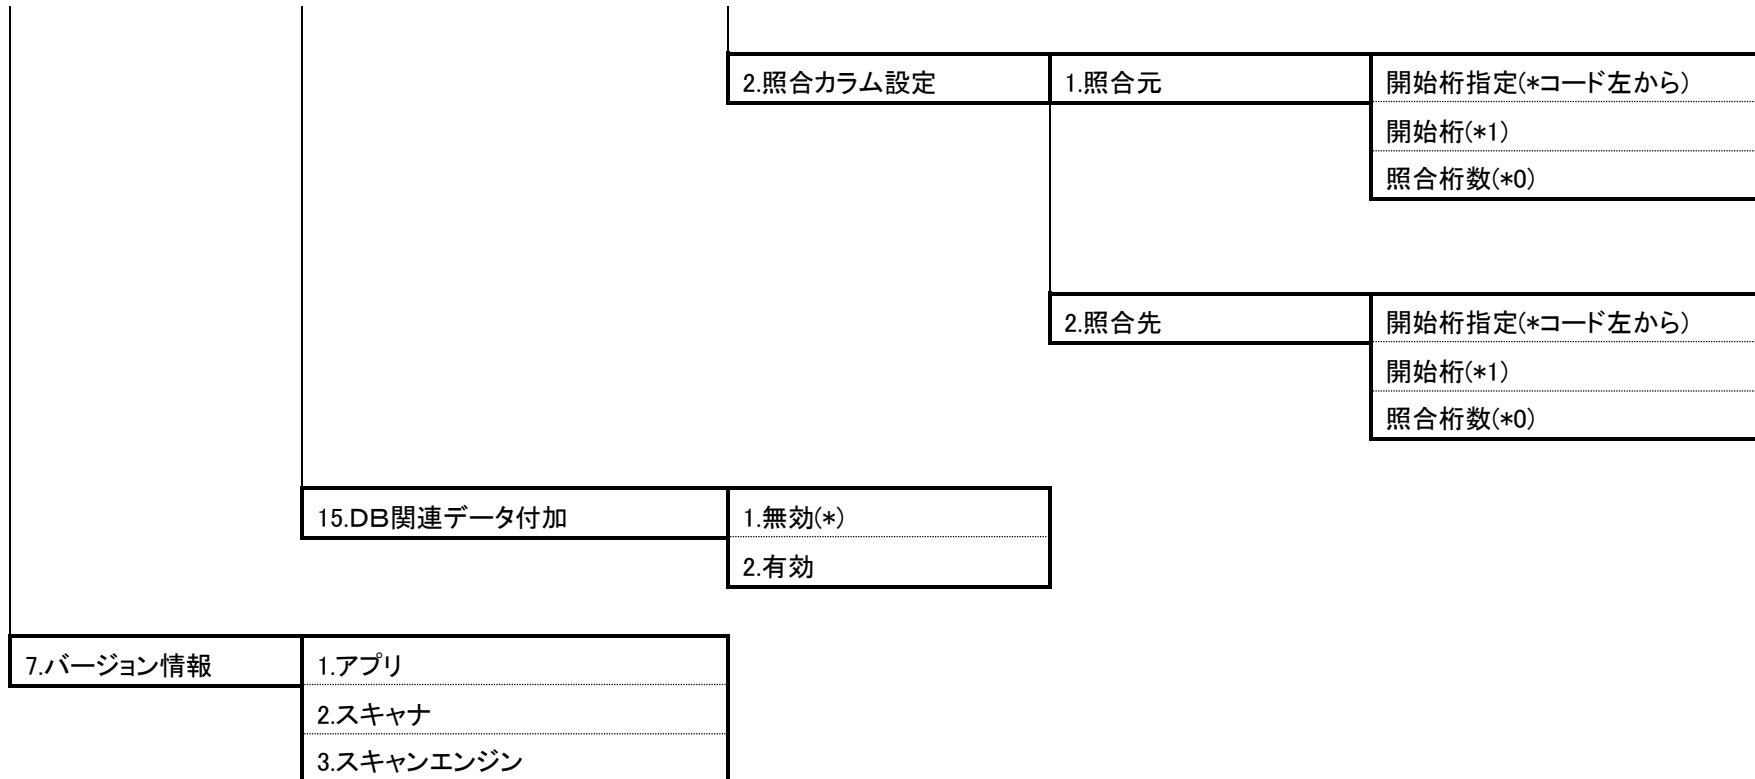 2.照合カラム設定 1.照合元 開始桁指定(*コード左から)
開始桁(*1)
照合桁数(*0)
2.照合先 開始桁指定(*コード左から)
開始桁(*1)
照合桁数(*0)
15.ＤＢ関連データ付加 1.無効(*)
2.有効
7.バージョン情報 1.アプリ
2.スキャナ
3.スキャンエンジン